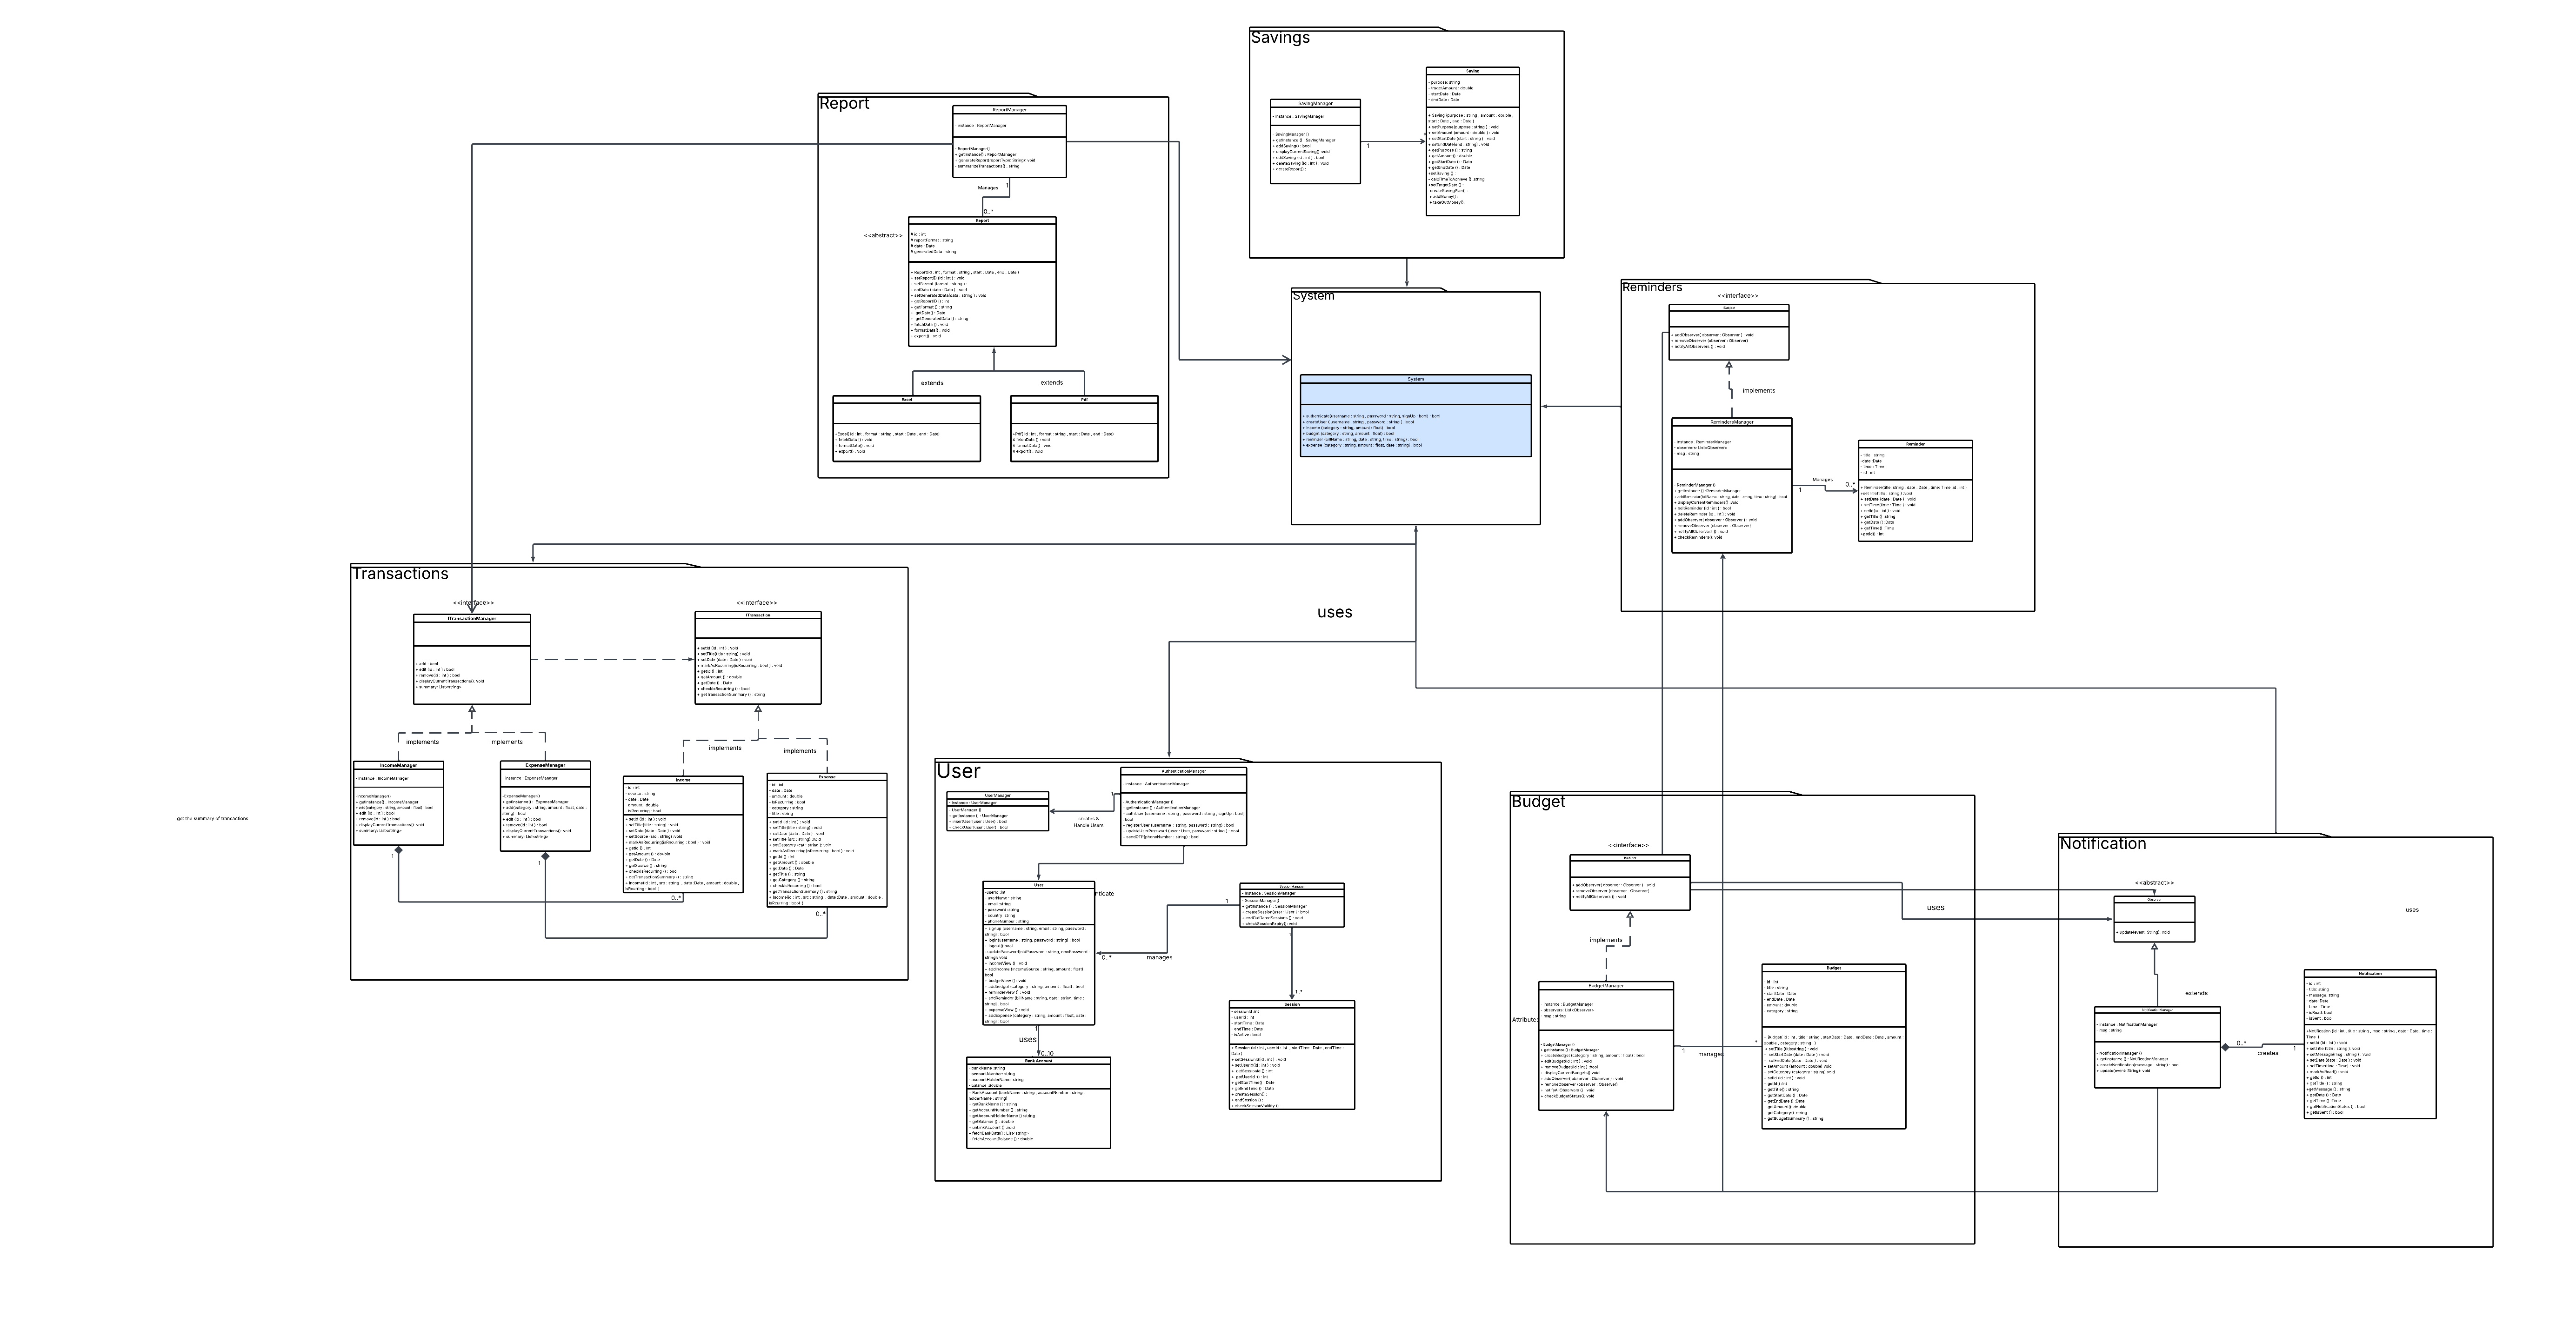 Savings
SavingManager
- instance : SavingManager
- SavingManager ()
+ getInstance () : SavingManager
+ addSaving() : bool
+ displayCurrentSaving() : void
+ editSaving (id : int ) : bool
+ deleteSaving (id : int ) : void
1
Saving
- purpose : string
- targetAmount : double
- startDate : Date
- endDate : Date
+ Saving (purpose : string , amount : double ,
start : Date , end : Date )
+ setPurpose(purpose : string ) : void
+ setAmount (amount : double ) : void
+ setStartDate (start : string ) : void
+ setEndDate(end : string) : void
+ getPurpose () : string
+ getAmount() : double
+ getStartDate () : Date
+ getEndDate () : Date
Report
ReportManager
- instance : ReportManager
- ReportManager()
+ getInstance() : ReportManager
+ generateReport(reportType: String): void
- summarizeTransactions() : string
Manages
1
0..*
<<abstract>>
Report
# id : int
# reportFormat : string
# date : Date
# generatedData : string
+ Report(id : int , format : string , start : Date , end : Date )
+ setReportID (id : int ) : void
+ setFormat (format : string ) :
+ setDate ( date : Date ) : void
+ setGeneratedData(data : string ) : void
+ getReportID () : int
+ getFormat () : string
+ getDate() : Date
+ getGeneratedData () : string
+ fetchData () : void
+ formatData() : void
+ export() : void
extends
extends
Excel
+Excel( id : int , format : string , start : Date , end : Date)
+ fetchData () : void
+ formatData() : void
+ export() : void
Pdf
+Pdf( id : int , format : string , start : Date , end : Date)
+ fetchData () : void
+ formatData() : void
+ export() : void
System
System
+ authenticate(username : string , password : string, signUp : bool) : bool
+ createUser ( username : string , password : string ) : bool
+ income (category : string, amount : float) : bool
+ budget (category : string, amount : float) : bool
+ reminder (billName : string, date : string, time : string) : bool
+ expense (category : string, amount : float, date : string) : bool
Reminders
<<interface>>
+ addObserver( observer : Observer ) : void
+ removeObserver (observer : Observer)
+ notifyAllObservers () : void
implements
RemindersManager
- instance : ReminderManager
- observers: List<Observer>
- msg : string
- ReminderManager ()
+ getInstance () :ReminderManager
+ addReminder(billName : string, date : string, time : string) : bool
+ displayCurrentReminders() : void
+ editReminder (id : int ) : bool
+ deleteReminder (id : int ) : void
+ addObserver( observer : Observer ) : void
+ removeObserver (observer : Observer)
+ notifyAllObservers () : void
+ checkReminders(): void
Manages
1
0..*
Reminder
- title : string
-date: Date
- time : Time
- id : int
+ Reminder(title: string , date : Date , time: Time ,id : int )
+setTitle(title : string ) :void
+ setDate (date : Date ) : void
+ setTime(time : Time ) : void
+ setId(id : int ) : void
+ getTitle () : string
+ getDate () : Date
+ getTime(): Time
+getId() : int
uses
Transactions
<<interface>>
ITransactionManager
+ add : bool
+ edit (id : int ) : bool
+ remove(id : int ) : bool
+ displayCurrentTransactions(): void
+ summary : List<string>
<<interface>>
ITransaction
+ setId (id : int ) : void
+ setTitle(title : string) : void
+ setDate (date : Date) : void
+ markAsRecurring(isRecurring : bool ) : void
+ getId () : int
+ getAmount () : double
+ getDate () : Date
+ checkIsRecurring () : bool
+ getTransactionSummary () : string
implements
implements
implements
implements
IncomeManager
- instance : IncomeManager
-IncomeManager()
+ getInstance() : IncomeManager
+ add(category : string, amount : float) : bool
+ edit (id : int ) : bool
+ remove(id : int ) : bool
+ displayCurrentTransactions() : void
+ summary : List<string>
1
ExpenseManager
- instance : ExpenseManager
-ExpenseManager()
+ getInstance() : ExpenseManager
+ add(category : string, amount : float, date :
string) : bool
+ edit (id : int ) : bool
+ remove(id : int ) : bool
+ displayCurrentTransactions() : void
+ summary : List<string>
1
Income
- id : int
- source : string
- date : Date
- amount : double
- isRecurring : bool
+ setId (id : int ) : void
+ setTitle(title : string) : void
+ setDate (date : Date) : void
+ setSource (src : string) :void
+ markAsRecurring(isRecurring : bool ) : void
+ getId () : int
+ getAmount () : double
+ getDate () : Date
+ getSource () : string
+ checkIsRecurring () : bool
+ getTransactionSummary () : string
+ Income(id : int , src : string , date :Date , amount : double ,
isRcurring : bool )
0..*
Expense
- id : int
- date : Date
- amount : double
- isRecurring : bool
- category : string
- title : string
+ setId (id : int ) : void
+ setTitle(title : string) : void
+ setDate (date : Date) : void
+ setTitle (src : string) :void
+ setCategory (cat : string ) : void
+ markAsRecurring(isRecurring : bool ) : void
+ getId () : int
+ getAmount () : double
+ getDate () : Date
+ getTitle () : string
+ getCategory () : string
+ checkIsRecurring () : bool
+ getTransactionSummary () : string
+ Income(id : int , src : string , date :Date , amount : double ,
isRcurring : bool )
0..*
get the summary of transactions
User
UserManager
- instance : UserManager
- UserManager ()
+ getInstance () : UserManager
+ insertUser(user : User) : bool
+ checkUser(user : User) : bool
1
creates &
Handle Users
AuthenticationManager
- instance : AuthenticationManager
- AuthenticationManager ()
+ getInstance () : AuthenticationManager
+ authUser (username : string , password : string , signUp : bool) :
bool
+ registerUser (username : string, password : string) : bool
+ updateUserPassword (user : User, password : string ) : bool
+ sendOTP(phoneNumber : string) : bool
nticate
User
- userId: int
- userName : string
- email : string
- password : string
- country : string
- phoneNumber : string
+ signup (username : string, email : string, password :
string) : bool
+ login(username : string, password : string) : bool
+ logout() bool
string): void
+ incomeView () : void
+ addIncome (incomeSource : string, amount : float) :
bool
+ budgetView () : void
+ addBudget (category : string, amount : float) : bool
+ reminderView () : void
+ addReminder (billName : string, date : string, time :
string) : bool
+ expenseView () : void
+ addExpense (category : string, amount : float, date :
string) : bool
0..*
manages
1
SessionManager
- instance : SessionManager
- SessionManager()
+ getInstance () : SessionManager
+ createSession(user : User ) : bool
+ endOutDatedSessions () : void
+ checkSessionExpiry(): void
1..*
Session
- sessionId :int
- userId : int
- startTime : Date
- endTime : Date
- isActive : bool
+ Session (id : int , userId : int , startTime : Date , endTime :
Date )
+ setSessionId (id : int ) : void
+ setUserId(id : int ) : void
+ getSessionId () : int
+ getUserId () : int
+ getStartTime() : Date
+ getEndTime () : Date
+ createSession() :
+ endSession () :
+ checkSessionValidity () :
uses
1
0..10
Bank Account
- bankName : string
- accountNumber: string
- accountHolderName : string
- balance : double
+ BankAccount (bankName : string , accountNumber : string ,
holderName : string)
+ getBankName () : string
+ getAccountNumber () : string
+ getAccountHolderName () :string
+ getBalance () : double
+ unLinkAccount () :void
+ fetchBankData() : List<string>
+ fetchAccountBalance () : double
Budget
<<interface>>
+ addObserver( observer : Observer ) : void
+ removeObserver (observer : Observer)
+ notifyAllObservers () : void
implements
Attributes
BudgetManager
- instance : BudgetManager
- observers : List<Observer>
- msg : string
- BudgetManager ()
+ getInstance () : BudgetManager
+ createBudget (category : string, amount : float) : bool
+ editBudget(id : int) : bool
+ removeBudget(id : int ) : bool
+ displayCurrentBudgets() : void
+ addObserver( observer : Observer ) : void
+ removeObserver (observer : Observer)
+ notifyAllObservers () : void
+ checkBudgetStatus(): void
1
manages
*
Budget
- id : int
- title : string
- startDate : Date
- endDate : Date
- amount : double
- category : string
+ Budget( id : int , title : string , startDate : Date , endDate : Date , amount :
double , category : string )
+ setTitle (title:string ) : void
+ setStartDate (date : Date ) : void
+ setEndDate (date : Date ) : void
+ setAmount (amount : double) void
+ setCategory (category : string) void
+ setId (id : int ) : void
+ getId() :int
+ getTitle() : string
+ getStartDate () : Date
+ getEndDate () : Date
+ getAmount() : double
+ getCategory() : string
+ getBudgetSummary () : string
uses
Notification
<<abstract>>
uses
+ update(event : String): void
extends
NotificationManager
- instance : NotificationManager
- msg : string
- NotificationManager ()
+ getInstance () : NotificationManager
+ createNotification(message : string) : bool
+ update(event : String): void
0..*
creates
1
Notification
- id : int
- title: string
- message: string
- date: Date
- time : Time
- isRead: bool
- isSent : bool
+Notification (id : int , title : string , msg : string , date : Date , time :
Time )
+ setId (id : int ) : void
+ setTitle (title : string ) : void
+ setMessage(msg : string ) : void
+ setDate (date : Date ) : void
+ setTime(time : Time) : void
+ markAsRead() : void
+ getId () : int
+ getTitle () : string
+getMessage () : string
+ getDate () : Date
+ getTime () : Time
+ getNotificationStatus () : bool
+ getIsSent () : bool